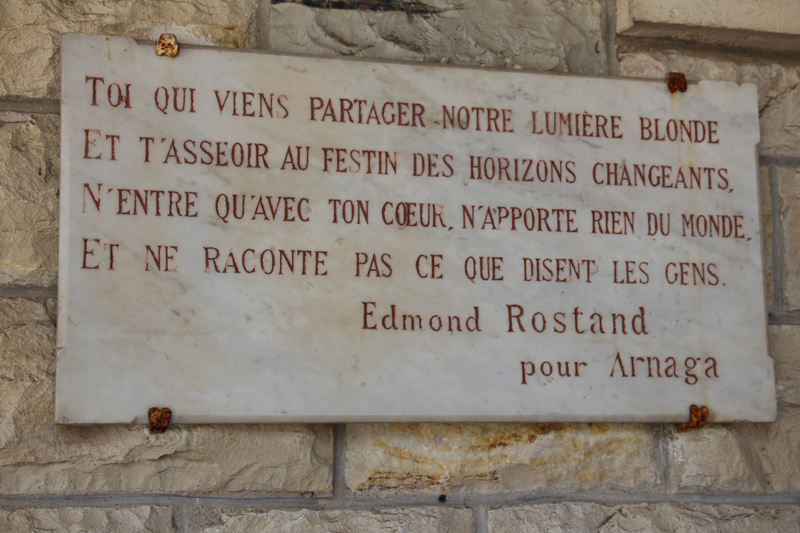 Toi qui viens partager notre lumière blonde
Et t'asseoir au festin des horizons changeants,
N'entre qu'avec ton cœur, n'apporte rien du monde,
Et ne raconte pas ce que disent les gens.
Edmond Rostand
pour Arnaga